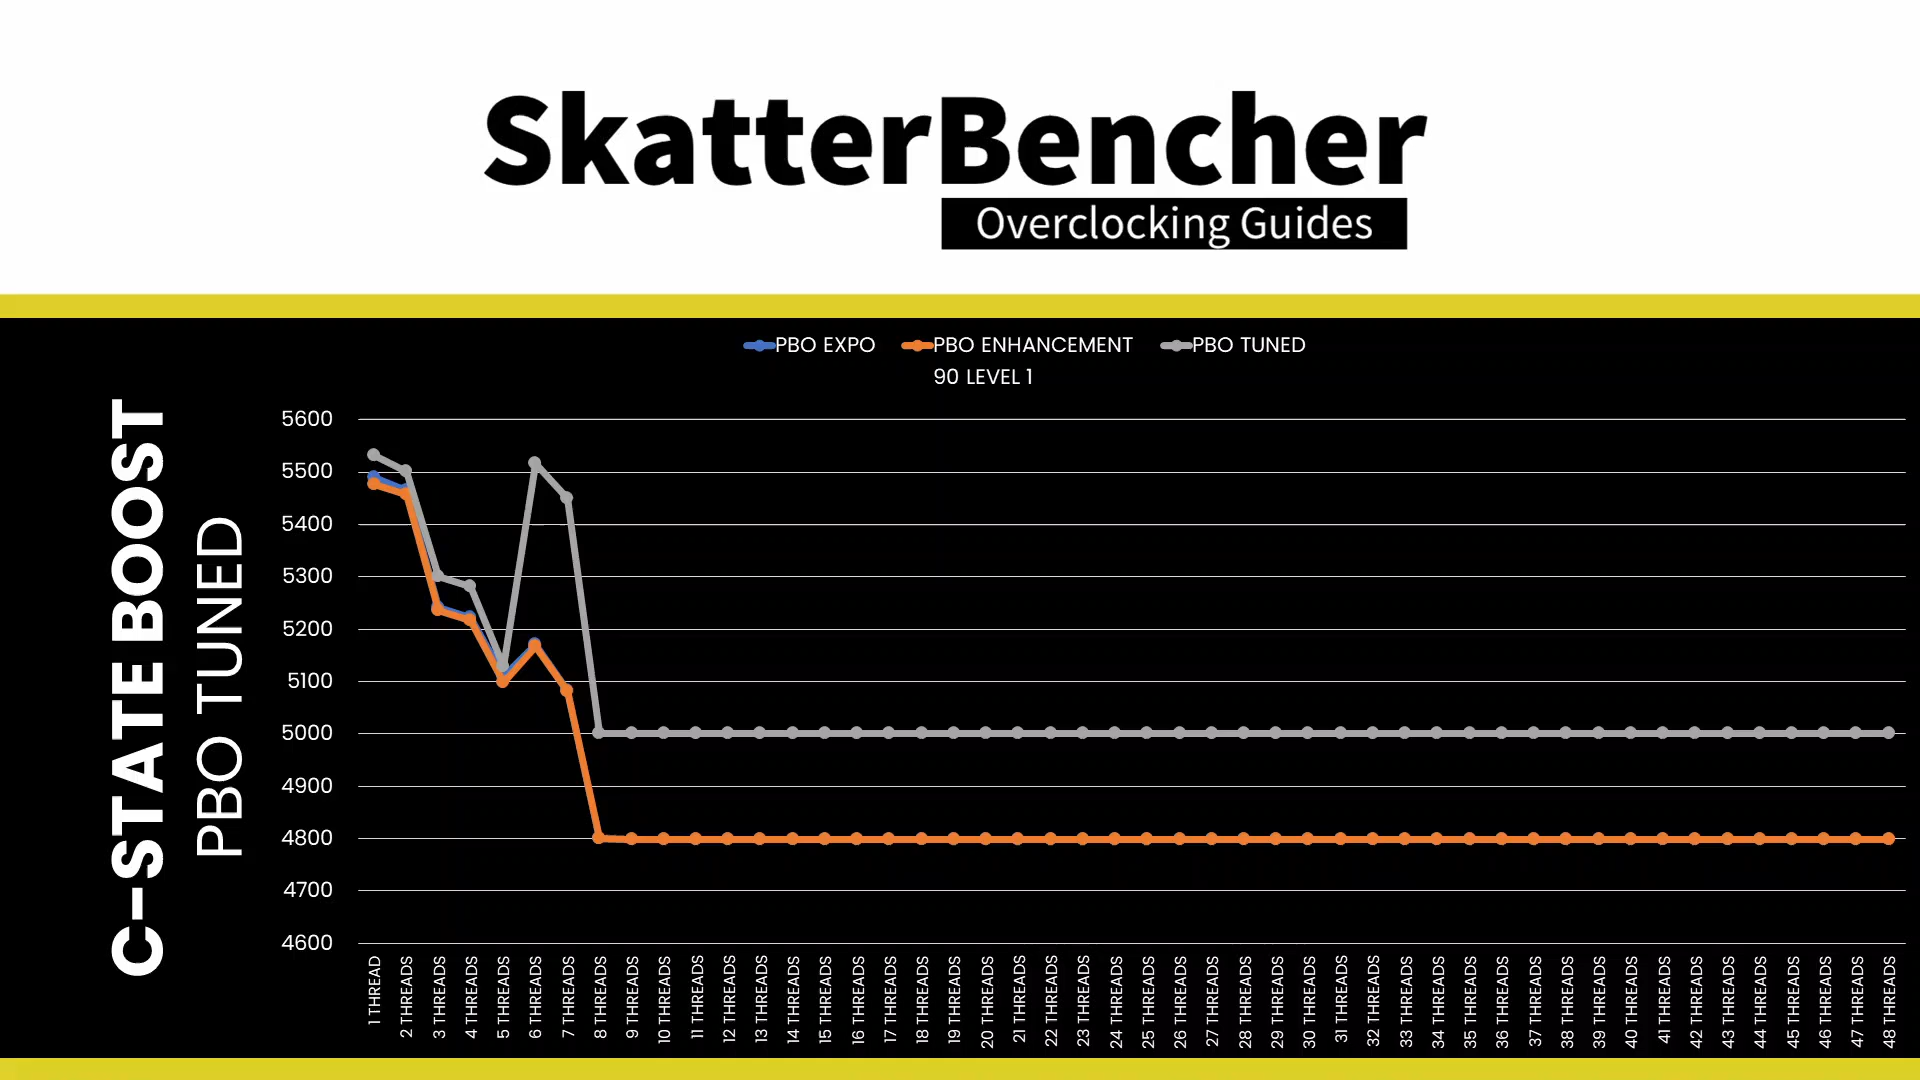 SkatterBencher
Overclocking Guides
PBO EXPO
PBO ENHANCEMENT
90 LEVEL 1
PBO TUNED
C-STATE BOOST
PBO TUNED
5600
5500
5400
5300
5200
5100
5000
4900
4800
4700
4600
1 THREAD
2 THREADS
3 THREADS
4 THREADS
5 THREADS
6 THREADS
7 THREADS
8 THREADS
9 THREADS
10 THREADS
11 THREADS
12 THREADS
13 THREADS
14 THREADS
15 THREADS
16 THREADS
17 THREADS
18 THREADS
19 THREADS
20 THREADS
21 THREADS
22 THREADS
23 THREADS
24 THREADS
25 THREADS
26 THREADS
27 THREADS
28 THREADS
29 THREADS
30 THREADS
31 THREADS
32 THREADS
33 THREADS
34 THREADS
35 THREADS
36 THREADS
37 THREADS
38 THREADS
39 THREADS
40 THREADS
41 THREADS
42 THREADS
43 THREADS
44 THREADS
45 THREADS
46 THREADS
47 THREADS
48 THREADS